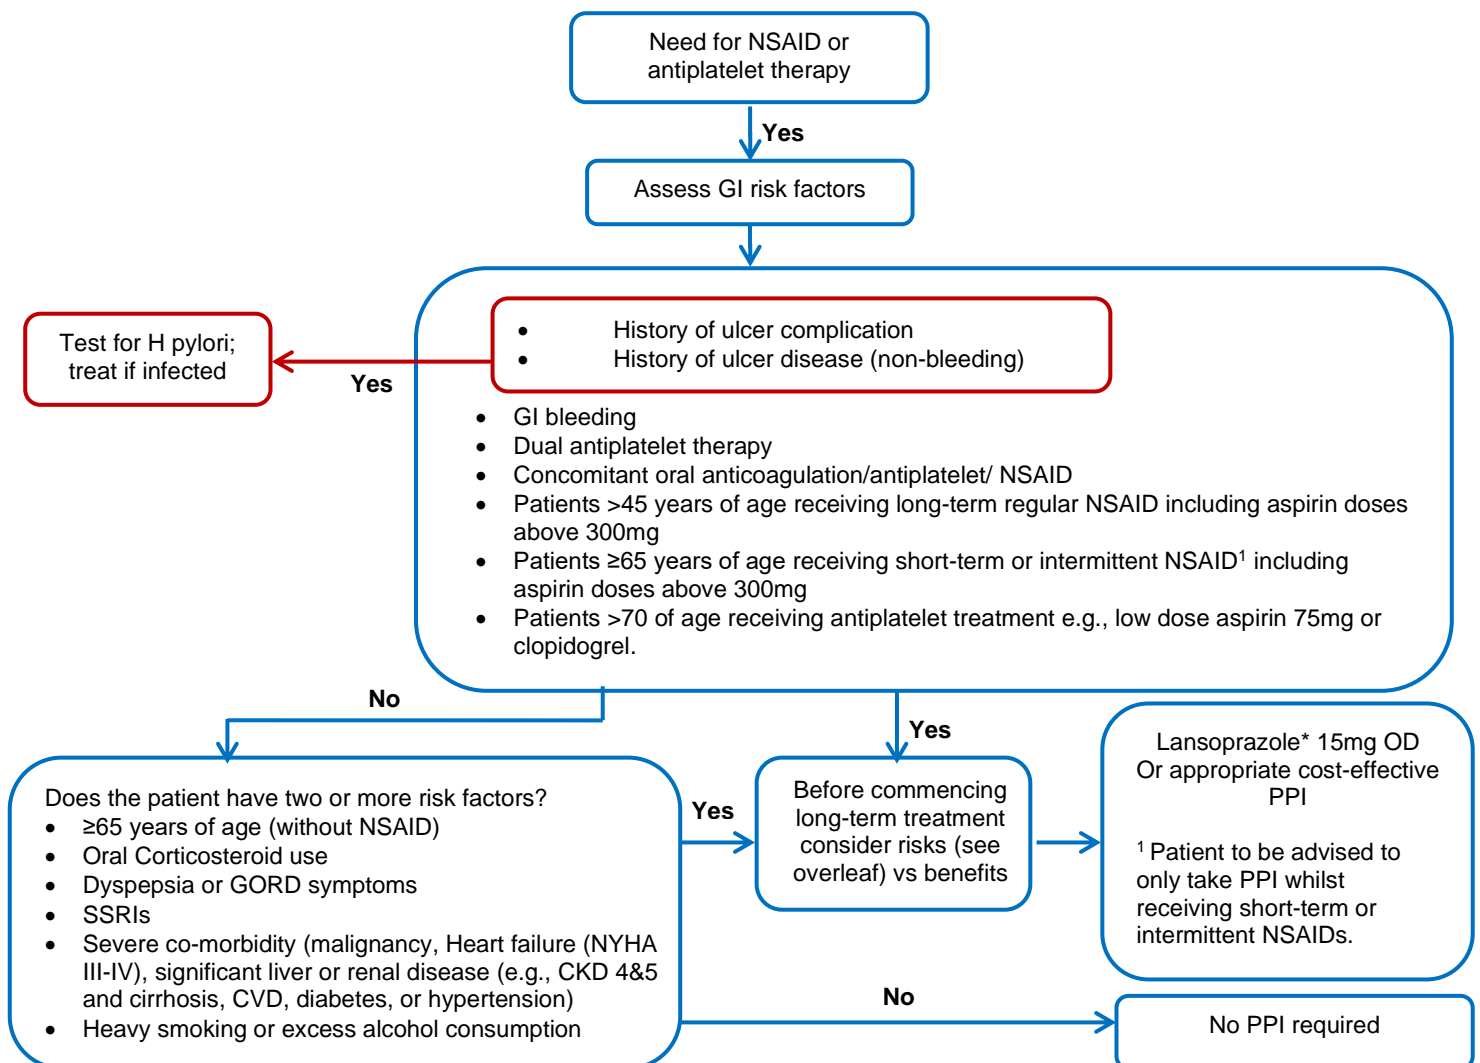 Need for NSAID or
antiplatelet therapy
Yes
Assess GI risk factors
• History of ulcer complication
• History of ulcer disease (non-bleeding)
Test for H pylori;
treat if infected
Yes
• GI bleeding
• Dual antiplatelet therapy
• Concomitant oral anticoagulation/antiplatelet/ NSAID
• Patients >45 years of age receiving long-term regular NSAID including aspirin doses
above 300mg
• Patients ≥65 years of age receiving short-term or intermittent NSAID¹ including
aspirin doses above 300mg
• Patients >70 of age receiving antiplatelet treatment e.g., low dose aspirin 75mg or
clopidogrel.
No
Yes
Does the patient have two or more risk factors?
• ≥65 years of age (without NSAID)
• Oral Corticosteroid use
• Dyspepsia or GORD symptoms
• SSRIs
• Severe co-morbidity (malignancy, Heart failure (NYHA
III-IV), significant liver or renal disease (e.g., CKD 4&5
and cirrhosis, CVD, diabetes, or hypertension)
• Heavy smoking or excess alcohol consumption
Yes
Before commencing
long-term treatment
consider risks (see
overleaf) vs benefits
Lansoprazole* 15mg OD
Or appropriate cost-effective
PPI
¹ Patient to be advised to
only take PPI whilst
receiving short-term or
intermittent NSAIDs.
No
No PPI required